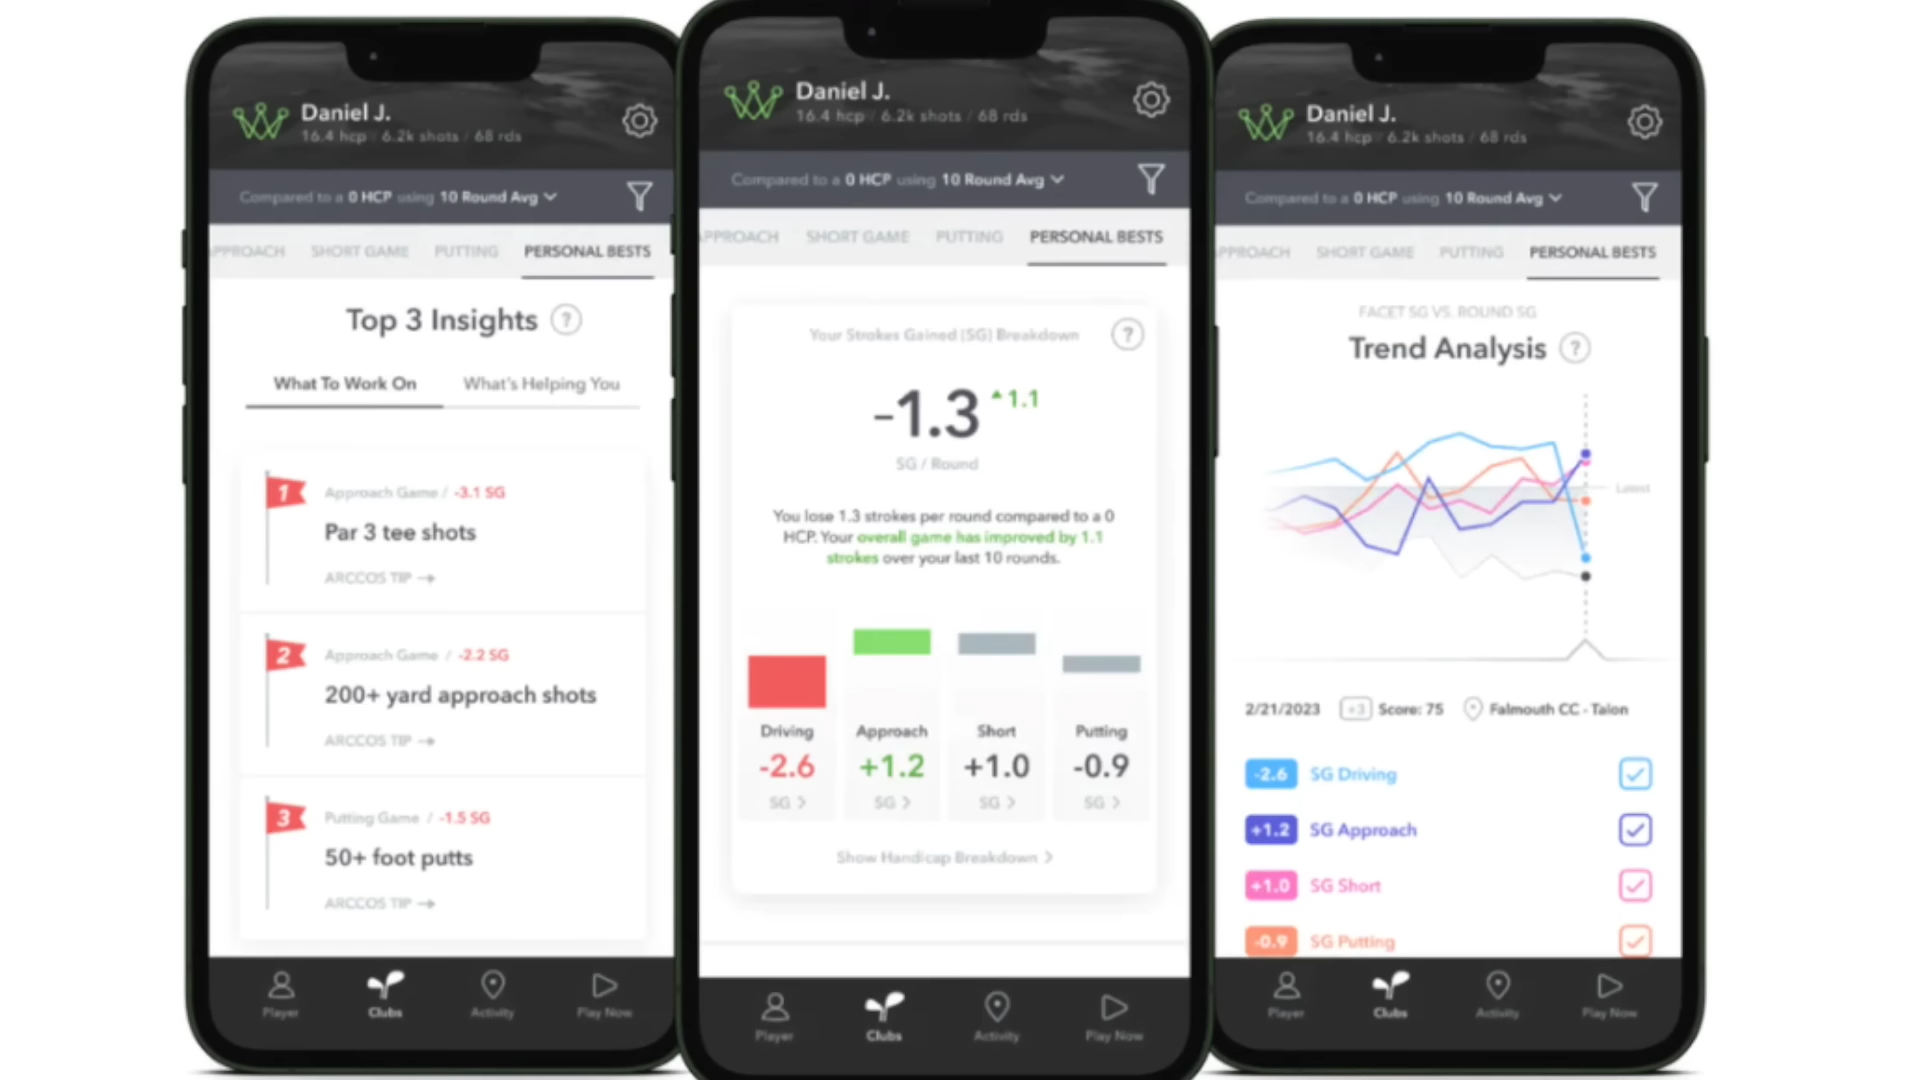 Daniel J.
16.4 hcp / 6.2k shots / 68 rds
Compared to a 0 HCP using 10 Round Avg
APPROACH SHORT GAME PUTTING PERSONAL BESTS
Top 3 Insights ?
What To Work On What's Helping You
1 Approach Game / -3.1 SG
Par 3 tee shots
ARCCOS TIP →
2 Approach Game / -2.2 SG
200+ yard approach shots
ARCCOS TIP →
3 Putting Game / -1.5 SG
50+ foot putts
ARCCOS TIP →
Player Clubs Activity Play Now
Daniel J.
16.4 hcp / 6.2k shots / 68 rds
Compared to a 0 HCP using 10 Round Avg
APPROACH SHORT GAME PUTTING PERSONAL BESTS
Your Strokes Gained (SG) Breakdown ?
-1.3 ▲1.1
SG / Round
You lose 1.3 strokes per round compared to a 0
HCP. Your overall game has improved by 1.1
strokes over your last 10 rounds.
Driving Approach Short Putting
-2.6 +1.2 +1.0 -0.9
SG > SG > SG > SG >
Show Handicap Breakdown >
Player Clubs Activity Play Now
Daniel J.
16.4 hcp / 6.2k shots / 68 rds
Compared to a 0 HCP using 10 Round Avg
PPROACH SHORT GAME PUTTING PERSONAL BESTS
FACET SG VS. ROUND SG
Trend Analysis ?
Latest
2/21/2023 +3 Score: 75 Falmouth CC - Talon
-2.6 SG Driving
+1.2 SG Approach
+1.0 SG Short
-0.9 SG Putting
Player Clubs Activity Play Now